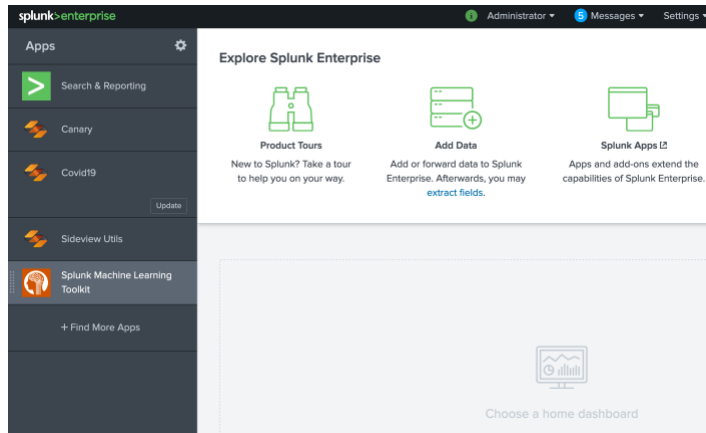 splunk>enterprise
i Administrator 5 Messages Settings
Apps
Search & Reporting
Canary
Covid19
Update
Sideview Utils
Splunk Machine Learning
Toolkit
+ Find More Apps
Explore Splunk Enterprise
Product Tours
New to Splunk? Take a tour
to help you on your way.
Add Data
Add or forward data to Splunk
Enterprise. Afterwards, you may
extract fields.
Splunk Apps
Apps and add-ons extend the
capabilities of Splunk Enterprise.
Choose a home dashboard